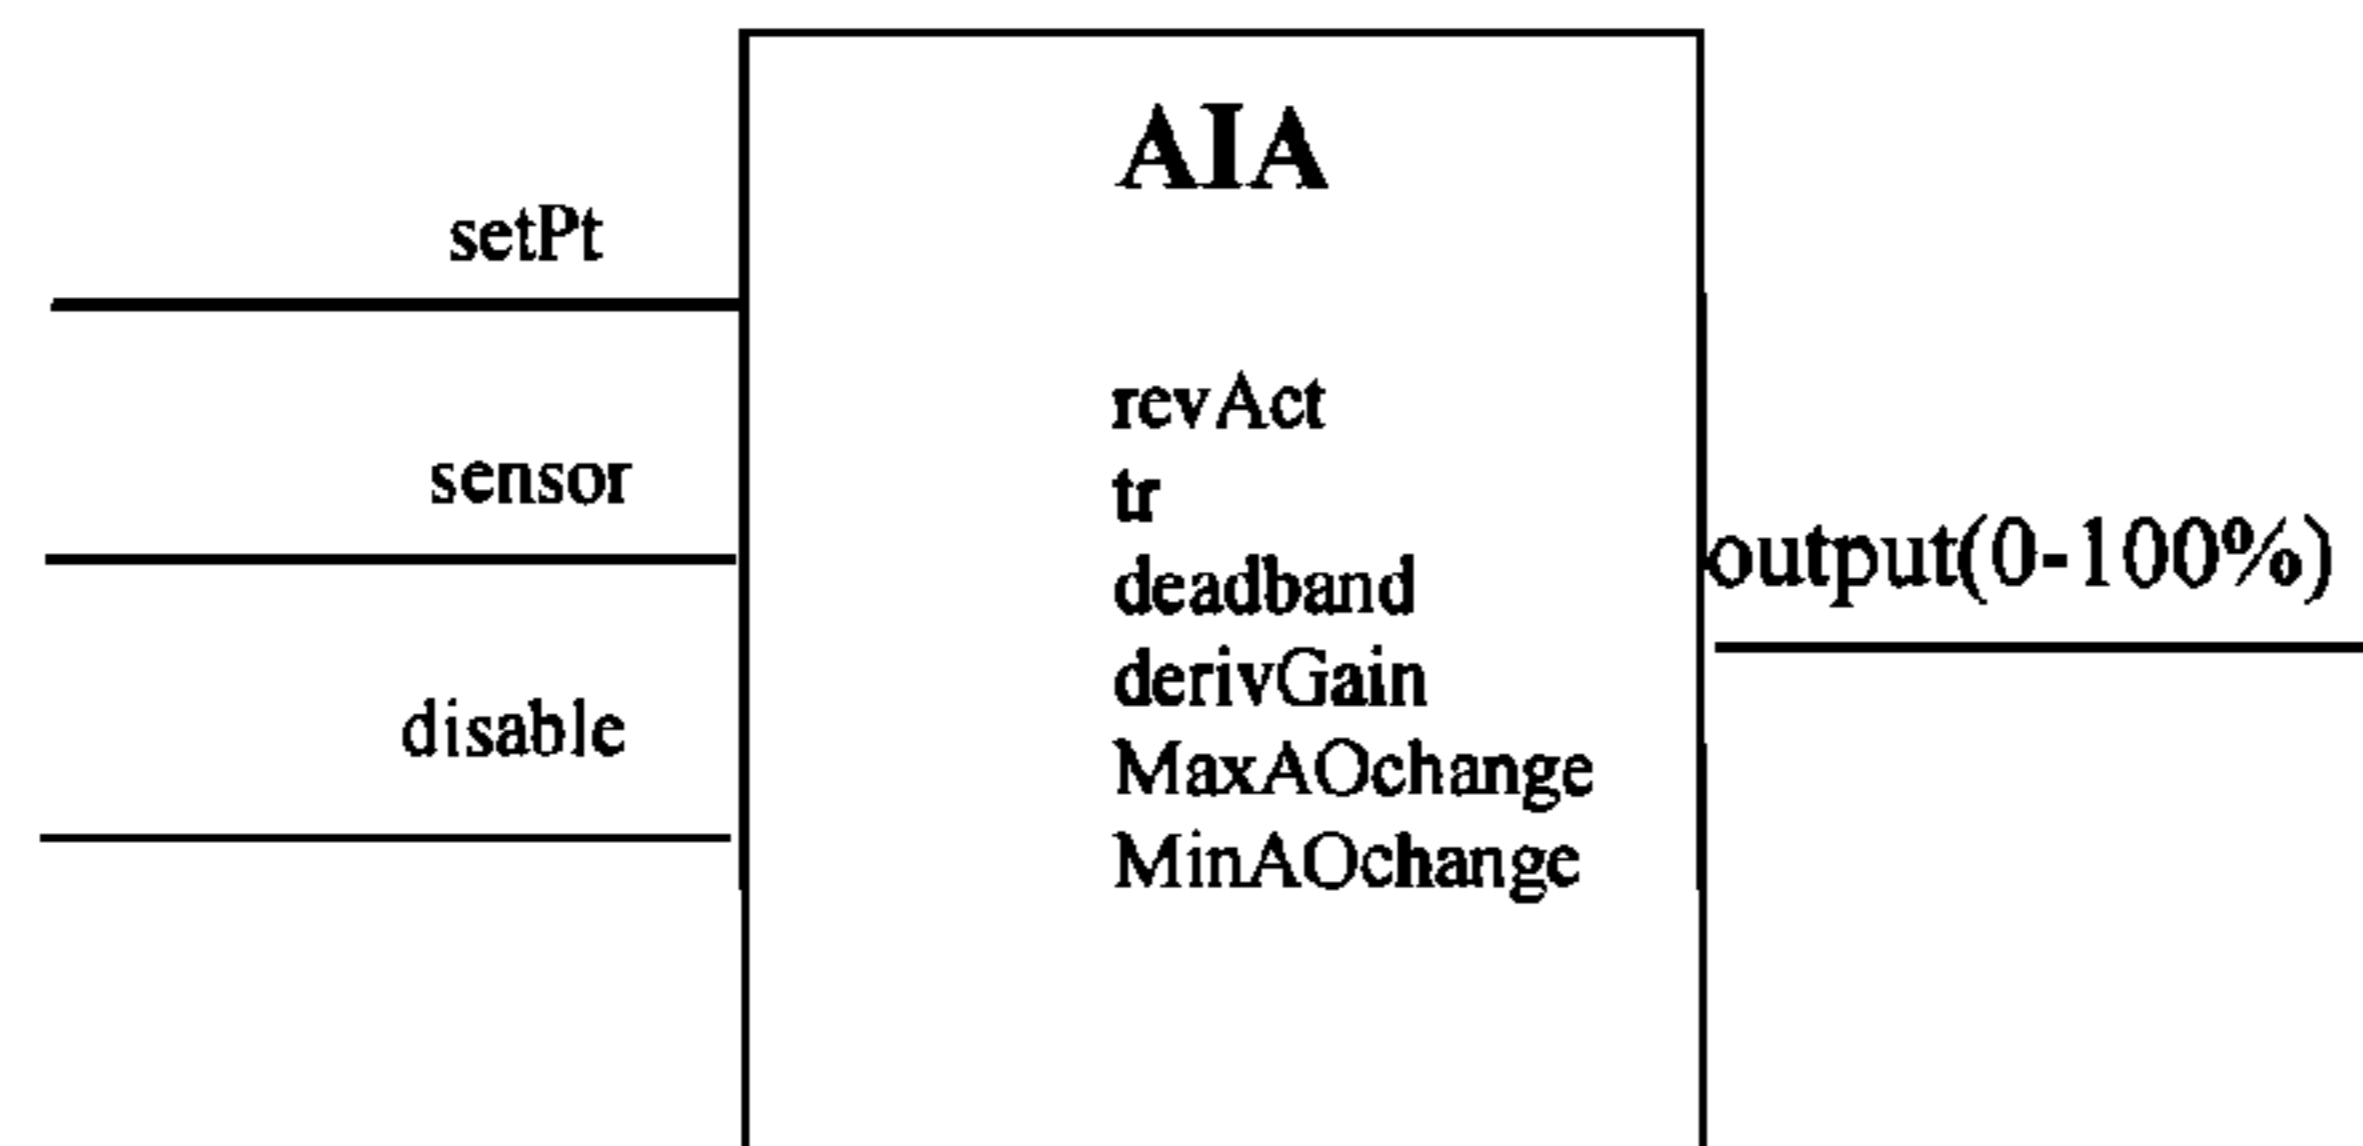 AIA
setPt
sensor
disable
revAct
tr
deadband
derivGain
MaxAOchange
MinAOchange
output(0-100%)